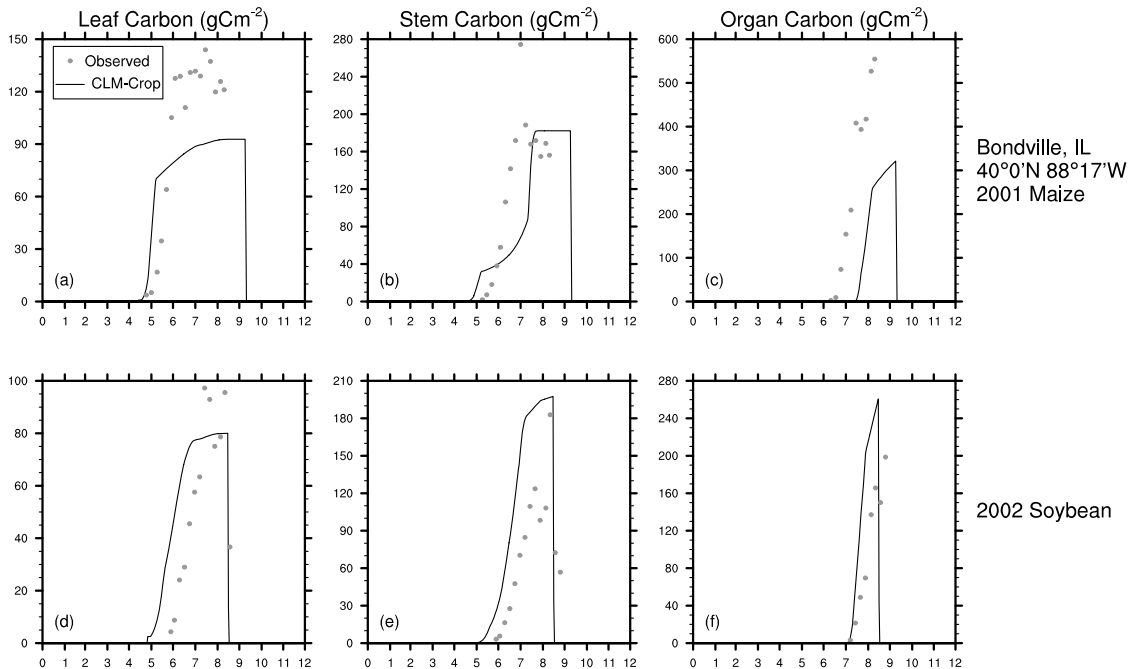 Leaf Carbon (gCm-2)
Stem Carbon (gCm-2)
Organ Carbon (gCm-2)
150
120
90
60
30
0
Observed
CLM-Crop
(a)
0 1 2 3 4 5 6 7 8 9 10 11 12
280
240
200
160
120
80
40
0
(b)
0 1 2 3 4 5 6 7 8 9 10 11 12
600
500
400
300
200
100
0
(c)
0 1 2 3 4 5 6 7 8 9 10 11 12
Bondville, IL
40°0'N 88°17'W
2001 Maize
100
80
60
40
20
0
(d)
0 1 2 3 4 5 6 7 8 9 10 11 12
210
180
150
120
90
60
30
0
(e)
0 1 2 3 4 5 6 7 8 9 10 11 12
280
240
200
160
120
80
40
0
(f)
0 1 2 3 4 5 6 7 8 9 10 11 12
2002 Soybean